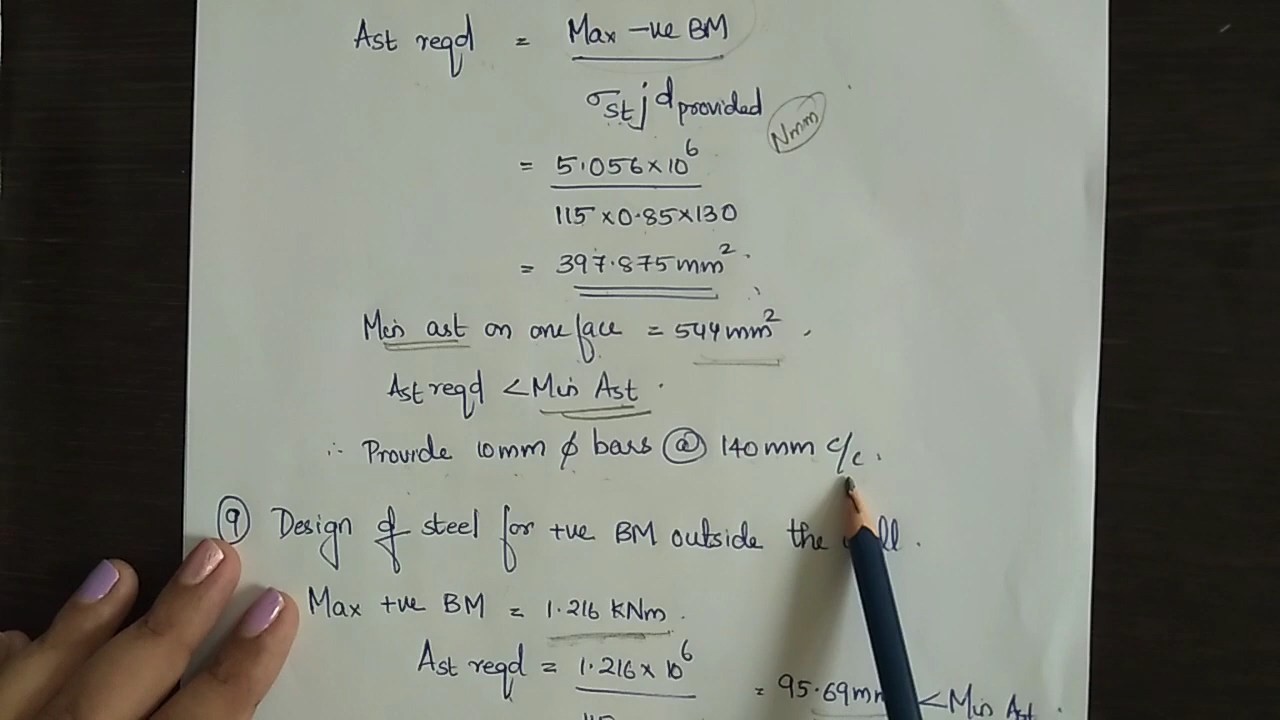 Ast reqd = Max -ve BM
σst j d provided
Nmm
= 5.056 × 10^6
115 × 0.85 × 130
= 397.875 mm².
Min ast on one face = 544 mm².
Ast reqd < Min Ast.
∴ Provide 10mm ϕ bars @ 140 mm c/c.
9 Design of steel for +ve BM outside the
Max +ve BM = 1.216 kNm.
Ast reqd = 1.216 × 10^6
= 95.69 < Min Ast.
115